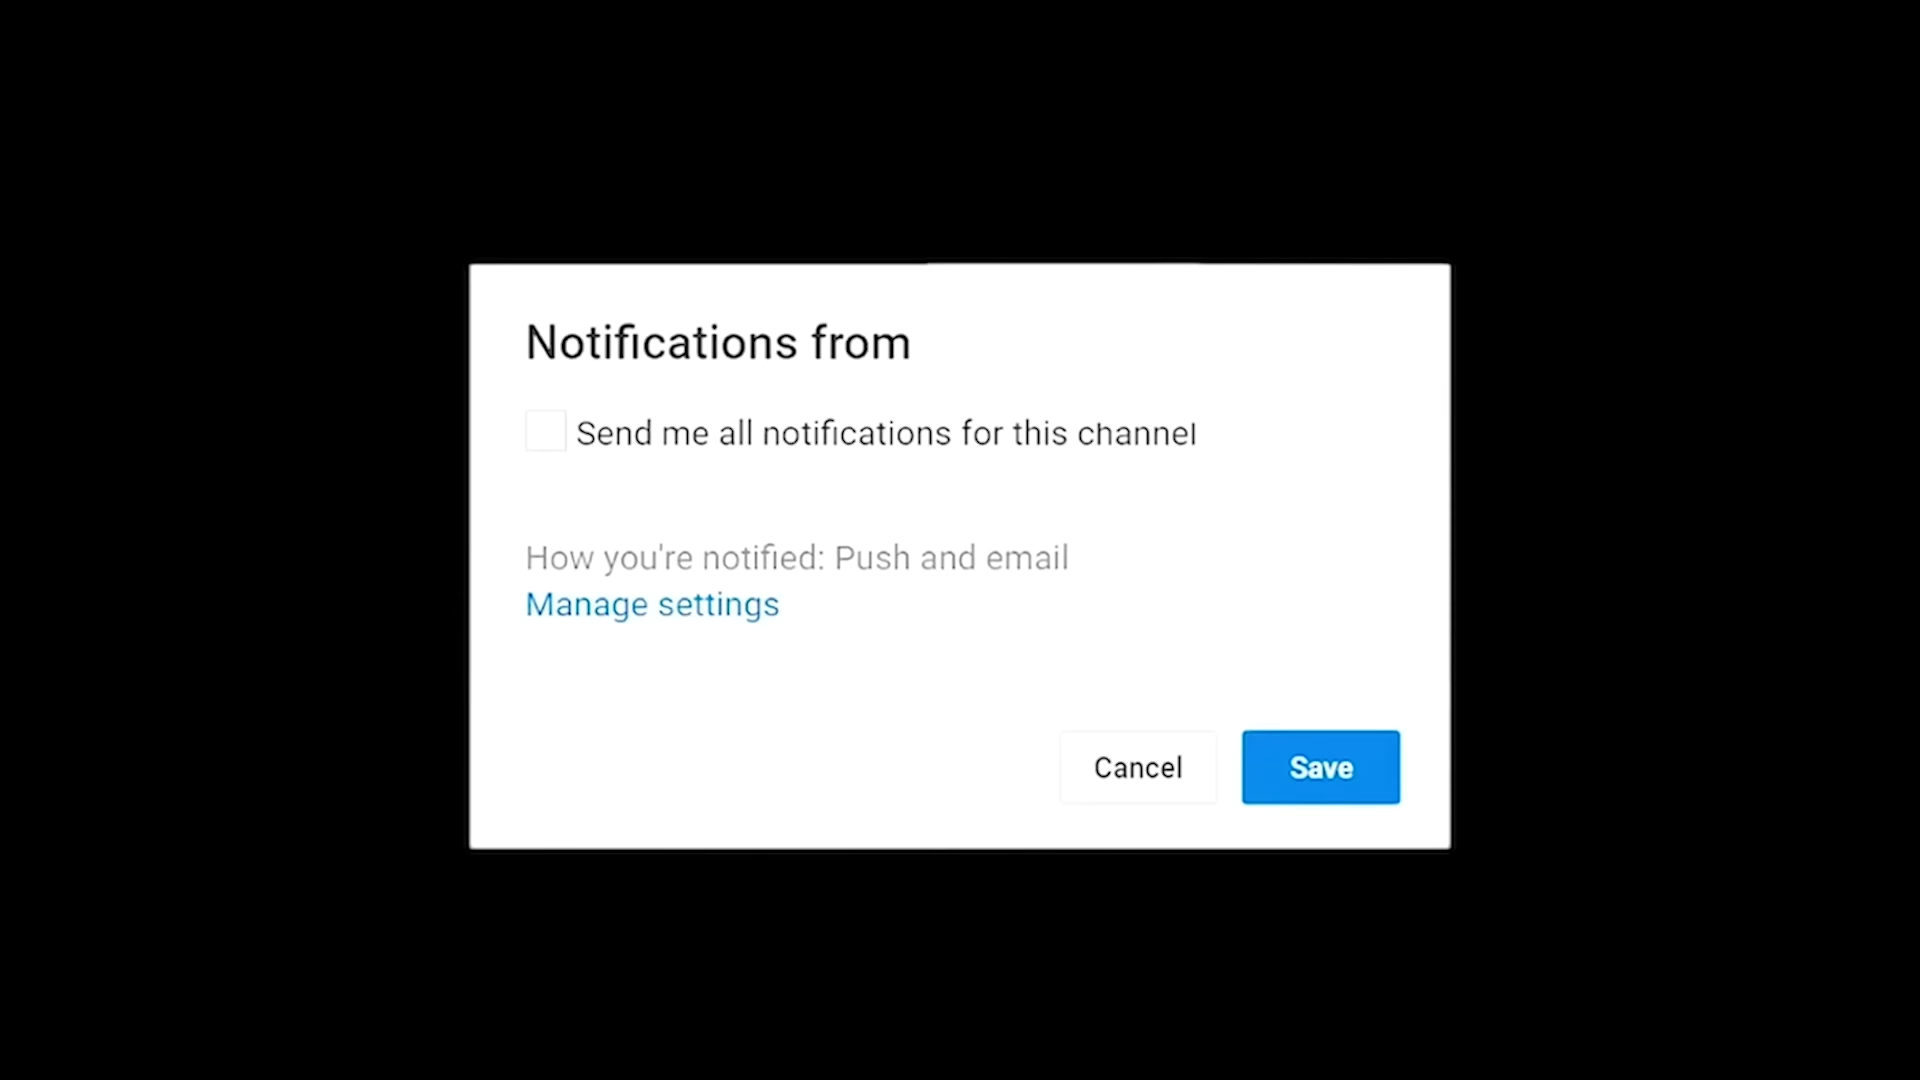 Notifications from
Send me all notifications for this channel
How you're notified: Push and email
Manage settings
Cancel
Save